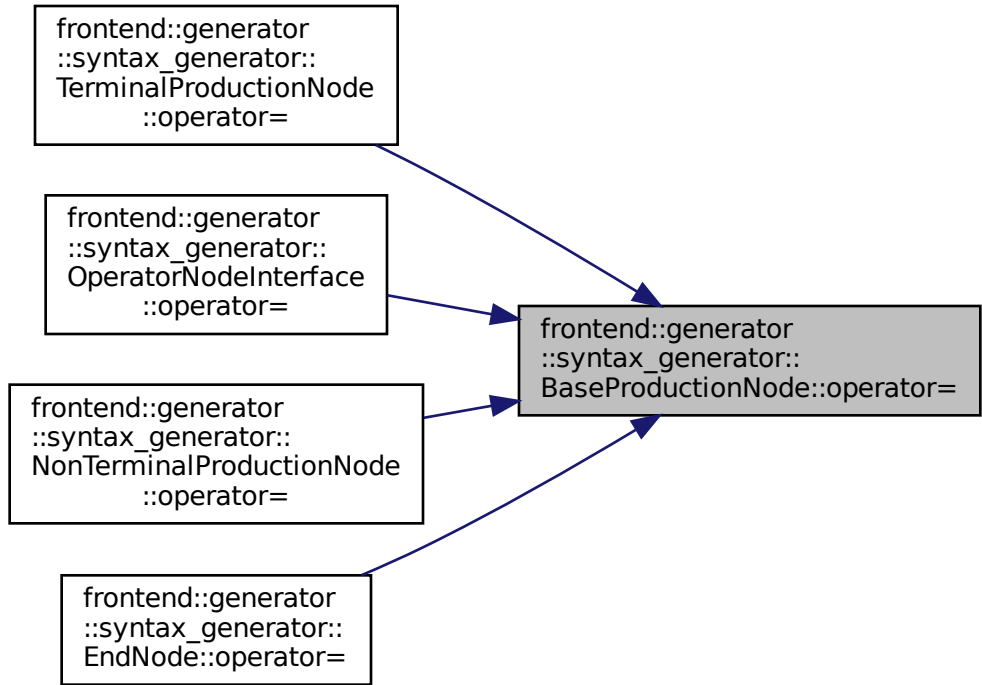 frontend::generator
::syntax_generator::
TerminalProductionNode
::operator=
frontend::generator
::syntax_generator::
OperatorNodeInterface
::operator=
frontend::generator
::syntax_generator::
BaseProductionNode::operator=
frontend::generator
::syntax_generator::
NonTerminalProductionNode
::operator=
frontend::generator
::syntax_generator::
EndNode::operator=